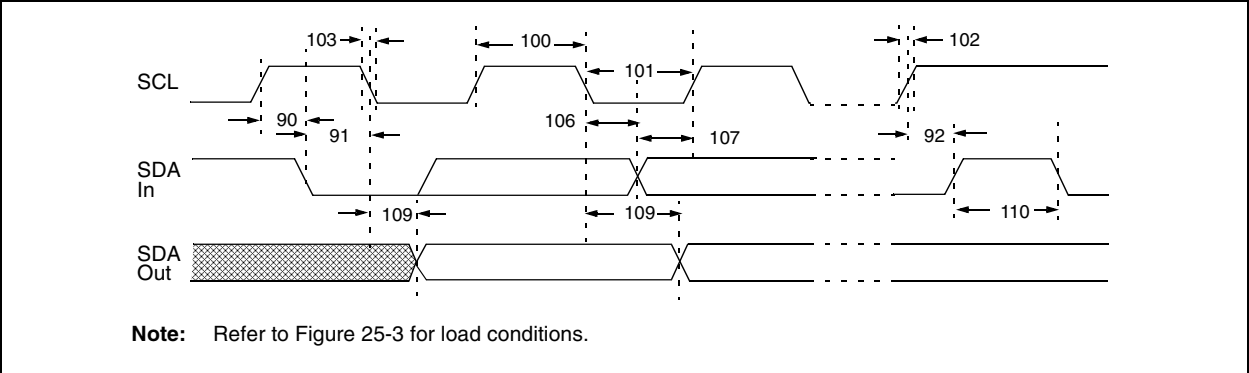 103
100
102
SCL
101
90
91
106
107
92
SDA
In
109
109
110
SDA
Out
Note: Refer to Figure 25-3 for load conditions.